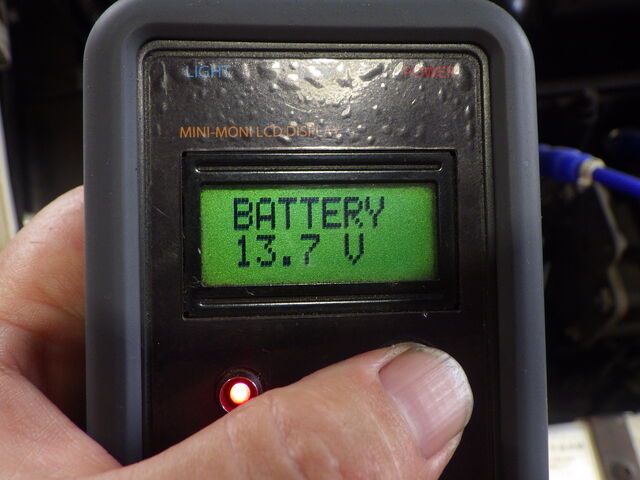 LIGHT POWER
MINI-MONI LCD DISPLAY
BATTERY
13.7 V